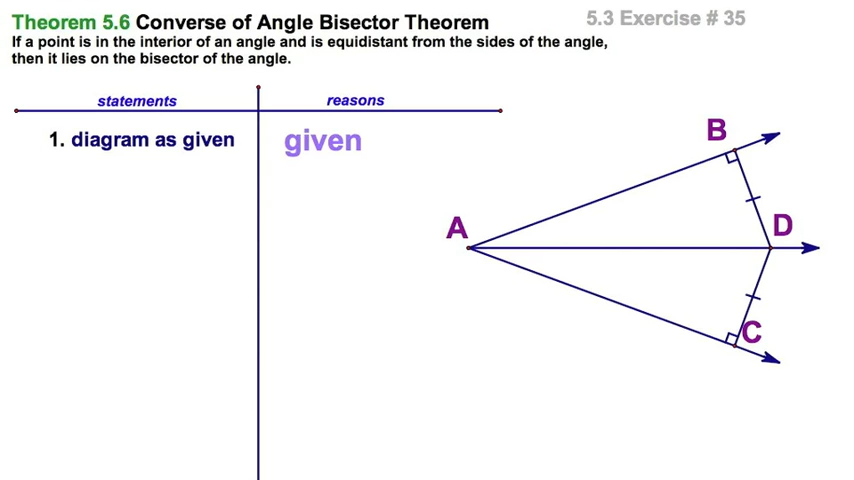 Theorem 5.6 Converse of Angle Bisector Theorem
5.3 Exercise # 35
If a point is in the interior of an angle and is equidistant from the sides of the angle,
then it lies on the bisector of the angle.
statements
reasons
1. diagram as given
given
B
D
A
C